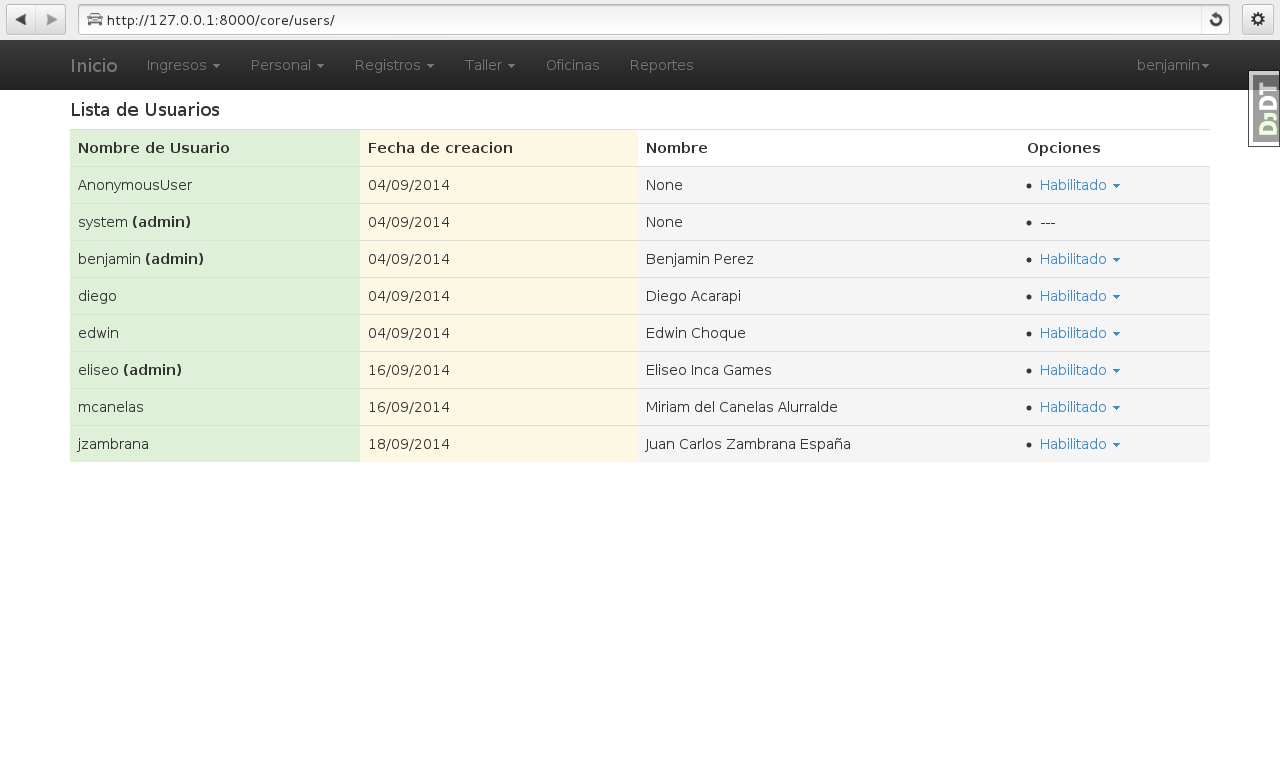 http://127.0.0.1:8000/core/users/
Inicio Ingresos Personal Registros Taller Oficinas Reportes benjamin
DjDT
Lista de Usuarios
Nombre de Usuario Fecha de creacion Nombre Opciones
AnonymousUser 04/09/2014 None • Habilitado
system (admin) 04/09/2014 None • ---
benjamin (admin) 04/09/2014 Benjamin Perez • Habilitado
diego 04/09/2014 Diego Acarapi • Habilitado
edwin 04/09/2014 Edwin Choque • Habilitado
eliseo (admin) 16/09/2014 Eliseo Inca Games • Habilitado
mcanelas 16/09/2014 Miriam del Canelas Alurralde • Habilitado
jzambrana 18/09/2014 Juan Carlos Zambrana España • Habilitado